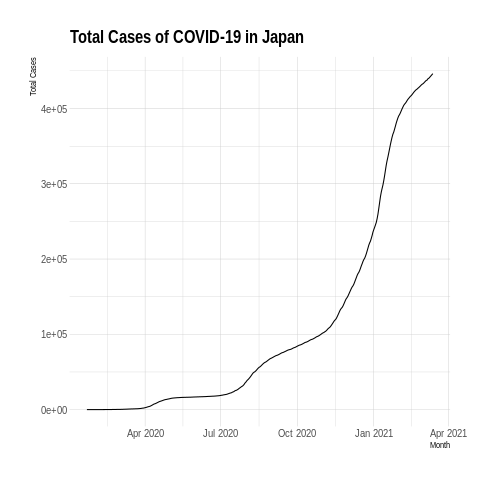 Total Cases of COVID-19 in Japan
Total Cases
4e+05
3e+05
2e+05
1e+05
0e+00
Apr 2020 Jul 2020 Oct 2020 Jan 2021 Apr 2021
Month